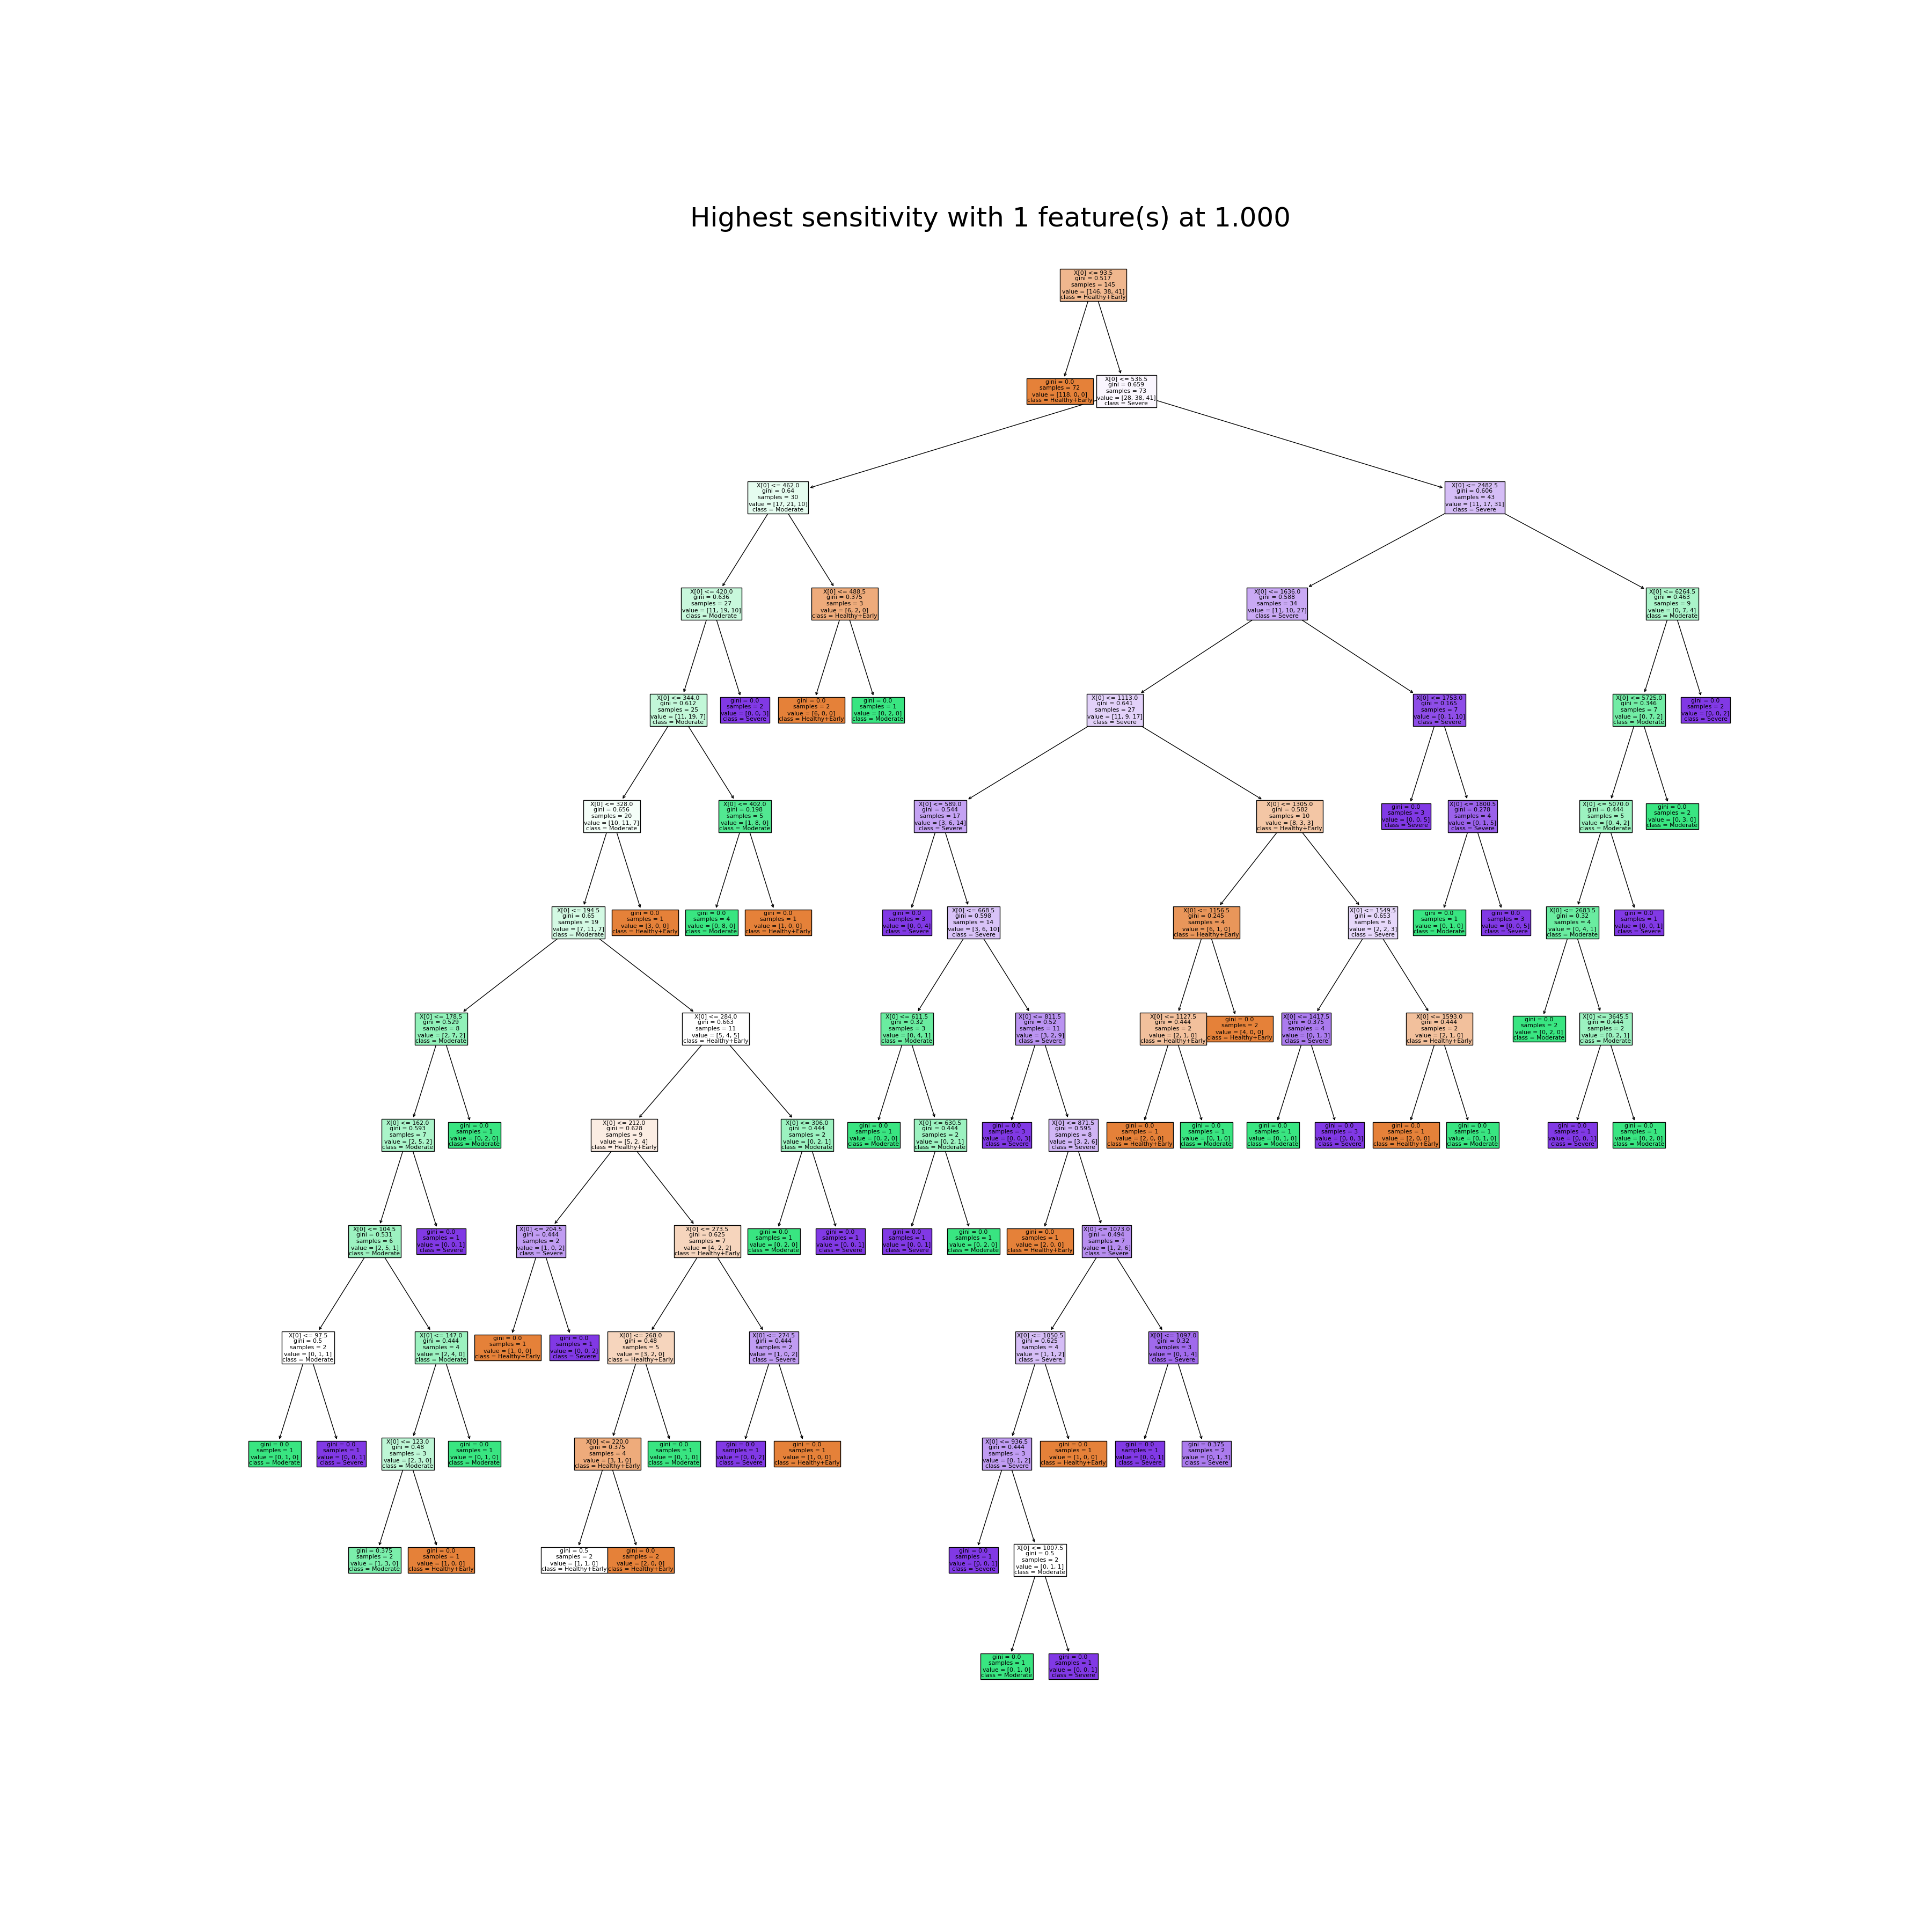 Highest sensitivity with 1 feature(s) at 1.000
X[0] <= 93.5
gini = 0.517
samples = 145
value = [146, 38, 41]
class = Healthy+Early
gini = 0.0
samples = 72
value = [118, 0, 0]
class = Healthy+Early
X[0] <= 536.5
gini = 0.659
samples = 73
value = [28, 38, 41]
class = Severe
X[0] <= 462.0
gini = 0.64
samples = 30
value = [17, 21, 10]
class = Moderate
X[0] <= 2482.5
gini = 0.606
samples = 43
value = [11, 17, 31]
class = Severe
X[0] <= 420.0
gini = 0.636
samples = 27
value = [11, 19, 10]
class = Moderate
X[0] <= 488.5
gini = 0.375
samples = 3
value = [6, 2, 0]
class = Healthy+Early
X[0] <= 1636.0
gini = 0.588
samples = 34
value = [11, 10, 27]
class = Severe
X[0] <= 6264.5
gini = 0.463
samples = 9
value = [0, 7, 4]
class = Moderate
X[0] <= 344.0
gini = 0.612
samples = 25
value = [11, 19, 7]
class = Moderate
gini = 0.0
samples = 2
value = [0, 0, 3]
class = Severe
gini = 0.0
samples = 2
value = [6, 0, 0]
class = Healthy+Early
gini = 0.0
samples = 1
value = [0, 2, 0]
class = Moderate
X[0] <= 1113.0
gini = 0.641
samples = 27
value = [11, 9, 17]
class = Severe
X[0] <= 1753.0
gini = 0.165
samples = 7
value = [0, 1, 10]
class = Severe
X[0] <= 5725.0
gini = 0.346
samples = 7
value = [0, 7, 2]
class = Moderate
gini = 0.0
samples = 2
value = [0, 0, 2]
class = Severe
X[0] <= 328.0
gini = 0.656
samples = 20
value = [10, 11, 7]
class = Moderate
X[0] <= 402.0
gini = 0.198
samples = 5
value = [1, 8, 0]
class = Moderate
X[0] <= 589.0
gini = 0.544
samples = 17
value = [3, 6, 14]
class = Severe
X[0] <= 1305.0
gini = 0.582
samples = 10
value = [8, 3, 3]
class = Healthy+Early
gini = 0.0
samples = 3
value = [0, 0, 5]
class = Severe
X[0] <= 1800.5
gini = 0.278
samples = 4
value = [0, 1, 5]
class = Severe
X[0] <= 5070.0
gini = 0.444
samples = 5
value = [0, 4, 2]
class = Moderate
gini = 0.0
samples = 2
value = [0, 3, 0]
class = Moderate
X[0] <= 194.5
gini = 0.65
samples = 19
value = [7, 11, 7]
class = Moderate
gini = 0.0
samples = 1
value = [3, 0, 0]
class = Healthy+Early
gini = 0.0
samples = 4
value = [0, 8, 0]
class = Moderate
gini = 0.0
samples = 1
value = [1, 0, 0]
class = Healthy+Early
gini = 0.0
samples = 3
value = [0, 0, 4]
class = Severe
X[0] <= 668.5
gini = 0.598
samples = 14
value = [3, 6, 10]
class = Severe
X[0] <= 1156.5
gini = 0.245
samples = 4
value = [6, 1, 0]
class = Healthy+Early
X[0] <= 1549.5
gini = 0.653
samples = 6
value = [2, 2, 3]
class = Severe
gini = 0.0
samples = 1
value = [0, 1, 0]
class = Moderate
gini = 0.0
samples = 3
value = [0, 0, 5]
class = Severe
X[0] <= 2683.5
gini = 0.32
samples = 4
value = [0, 4, 1]
class = Moderate
gini = 0.0
samples = 1
value = [0, 0, 1]
class = Severe
X[0] <= 178.5
gini = 0.529
samples = 8
value = [2, 7, 2]
class = Moderate
X[0] <= 284.0
gini = 0.663
samples = 11
value = [5, 4, 5]
class = Healthy+Early
X[0] <= 611.5
gini = 0.32
samples = 3
value = [0, 4, 1]
class = Moderate
X[0] <= 811.5
gini = 0.52
samples = 11
value = [3, 2, 9]
class = Severe
X[0] <= 1127.5
gini = 0.444
samples = 2
value = [2, 1, 0]
class = Healthy+Early
gini = 0.0
samples = 2
value = [4, 0, 0]
class = Healthy+Early
X[0] <= 1417.5
gini = 0.375
samples = 4
value = [0, 1, 3]
class = Severe
X[0] <= 1593.0
gini = 0.444
samples = 2
value = [2, 1, 0]
class = Healthy+Early
gini = 0.0
samples = 2
value = [0, 2, 0]
class = Moderate
X[0] <= 3645.5
gini = 0.444
samples = 2
value = [0, 2, 1]
class = Moderate
X[0] <= 162.0
gini = 0.593
samples = 7
value = [2, 5, 2]
class = Moderate
gini = 0.0
samples = 1
value = [0, 2, 0]
class = Moderate
X[0] <= 212.0
gini = 0.628
samples = 9
value = [5, 2, 4]
class = Healthy+Early
X[0] <= 306.0
gini = 0.444
samples = 2
value = [0, 2, 1]
class = Moderate
gini = 0.0
samples = 1
value = [0, 2, 0]
class = Moderate
X[0] <= 630.5
gini = 0.444
samples = 2
value = [0, 2, 1]
class = Moderate
gini = 0.0
samples = 3
value = [0, 0, 3]
class = Severe
X[0] <= 871.5
gini = 0.595
samples = 8
value = [3, 2, 6]
class = Severe
gini = 0.0
samples = 1
value = [2, 0, 0]
class = Healthy+Early
gini = 0.0
samples = 1
value = [0, 1, 0]
class = Moderate
gini = 0.0
samples = 1
value = [0, 1, 0]
class = Moderate
gini = 0.0
samples = 3
value = [0, 0, 3]
class = Severe
gini = 0.0
samples = 1
value = [2, 0, 0]
class = Healthy+Early
gini = 0.0
samples = 1
value = [0, 1, 0]
class = Moderate
gini = 0.0
samples = 1
value = [0, 0, 1]
class = Severe
gini = 0.0
samples = 1
value = [0, 2, 0]
class = Moderate
X[0] <= 104.5
gini = 0.531
samples = 6
value = [2, 5, 1]
class = Moderate
gini = 0.0
samples = 1
value = [0, 0, 1]
class = Severe
X[0] <= 204.5
gini = 0.444
samples = 2
value = [1, 0, 2]
class = Severe
X[0] <= 273.5
gini = 0.625
samples = 7
value = [4, 2, 2]
class = Healthy+Early
gini = 0.0
samples = 1
value = [0, 2, 0]
class = Moderate
gini = 0.0
samples = 1
value = [0, 0, 1]
class = Severe
gini = 0.0
samples = 1
value = [0, 0, 1]
class = Severe
gini = 0.0
samples = 1
value = [0, 2, 0]
class = Moderate
gini = 0.0
samples = 1
value = [2, 0, 0]
class = Healthy+Early
X[0] <= 1073.0
gini = 0.494
samples = 7
value = [1, 2, 6]
class = Severe
X[0] <= 97.5
gini = 0.5
samples = 2
value = [0, 1, 1]
class = Moderate
X[0] <= 147.0
gini = 0.444
samples = 4
value = [2, 4, 0]
class = Moderate
gini = 0.0
samples = 1
value = [1, 0, 0]
class = Healthy+Early
gini = 0.0
samples = 1
value = [0, 0, 2]
class = Severe
X[0] <= 268.0
gini = 0.48
samples = 5
value = [3, 2, 0]
class = Healthy+Early
X[0] <= 274.5
gini = 0.444
samples = 2
value = [1, 0, 2]
class = Severe
X[0] <= 1050.5
gini = 0.625
samples = 4
value = [1, 1, 2]
class = Severe
X[0] <= 1097.0
gini = 0.32
samples = 3
value = [0, 1, 4]
class = Severe
gini = 0.0
samples = 1
value = [0, 1, 0]
class = Moderate
gini = 0.0
samples = 1
value = [0, 0, 1]
class = Severe
X[0] <= 123.0
gini = 0.48
samples = 3
value = [2, 3, 0]
class = Moderate
gini = 0.0
samples = 1
value = [0, 1, 0]
class = Moderate
X[0] <= 220.0
gini = 0.375
samples = 4
value = [3, 1, 0]
class = Healthy+Early
gini = 0.0
samples = 1
value = [0, 1, 0]
class = Moderate
gini = 0.0
samples = 1
value = [0, 0, 2]
class = Severe
gini = 0.0
samples = 1
value = [1, 0, 0]
class = Healthy+Early
X[0] <= 936.5
gini = 0.444
samples = 3
value = [0, 1, 2]
class = Severe
gini = 0.0
samples = 1
value = [1, 0, 0]
class = Healthy+Early
gini = 0.0
samples = 1
value = [0, 0, 1]
class = Severe
gini = 0.375
samples = 2
value = [0, 1, 3]
class = Severe
gini = 0.375
samples = 2
value = [1, 3, 0]
class = Moderate
gini = 0.0
samples = 1
value = [1, 0, 0]
class = Healthy+Early
gini = 0.5
samples = 2
value = [1, 1, 0]
class = Healthy+Early
gini = 0.0
samples = 2
value = [2, 0, 0]
class = Healthy+Early
gini = 0.0
samples = 1
value = [0, 0, 1]
class = Severe
X[0] <= 1007.5
gini = 0.5
samples = 2
value = [0, 1, 1]
class = Moderate
gini = 0.0
samples = 1
value = [0, 1, 0]
class = Moderate
gini = 0.0
samples = 1
value = [0, 0, 1]
class = Severe